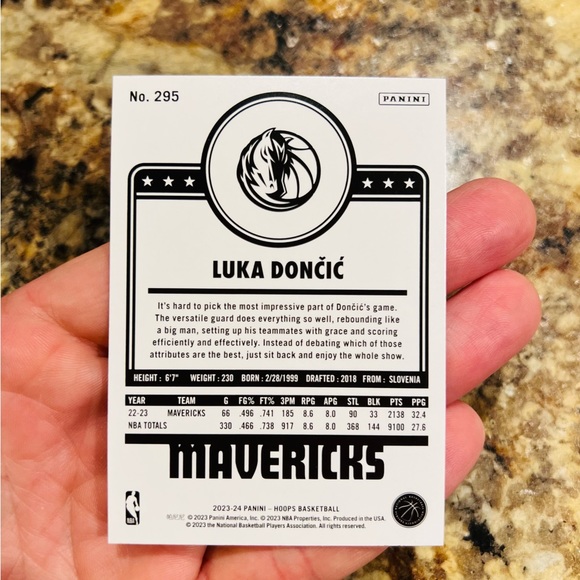 No. 295
PANINI
LUKA DONČIĆ
It's hard to pick the most impressive part of Dončić's game.
The versatile guard does everything so well, rebounding like
a big man, setting up his teammates with grace and scoring
efficiently and effectively. Instead of debating which of those
attributes are the best, just sit back and enjoy the whole show.
HEIGHT: 6'7" WEIGHT: 230 BORN: 2/28/1999 DRAFTED: 2018 FROM: SLOVENIA
YEAR TEAM G FG% FT% 3PM RPG APG STL BLK PTS PPG
22-23 MAVERICKS 66 .496 .741 185 8.6 8.0 90 33 2138 32.4
NBA TOTALS 330 .466 .738 917 8.6 8.0 368 144 9100 27.6
MAVERICKS
2023-24 PANINI – HOOPS BASKETBALL
© 2023 Panini America, Inc. © 2023 NBA Properties, Inc. Produced in the USA.
© 2023 the National Basketball Players Association. All rights reserved.
NBA